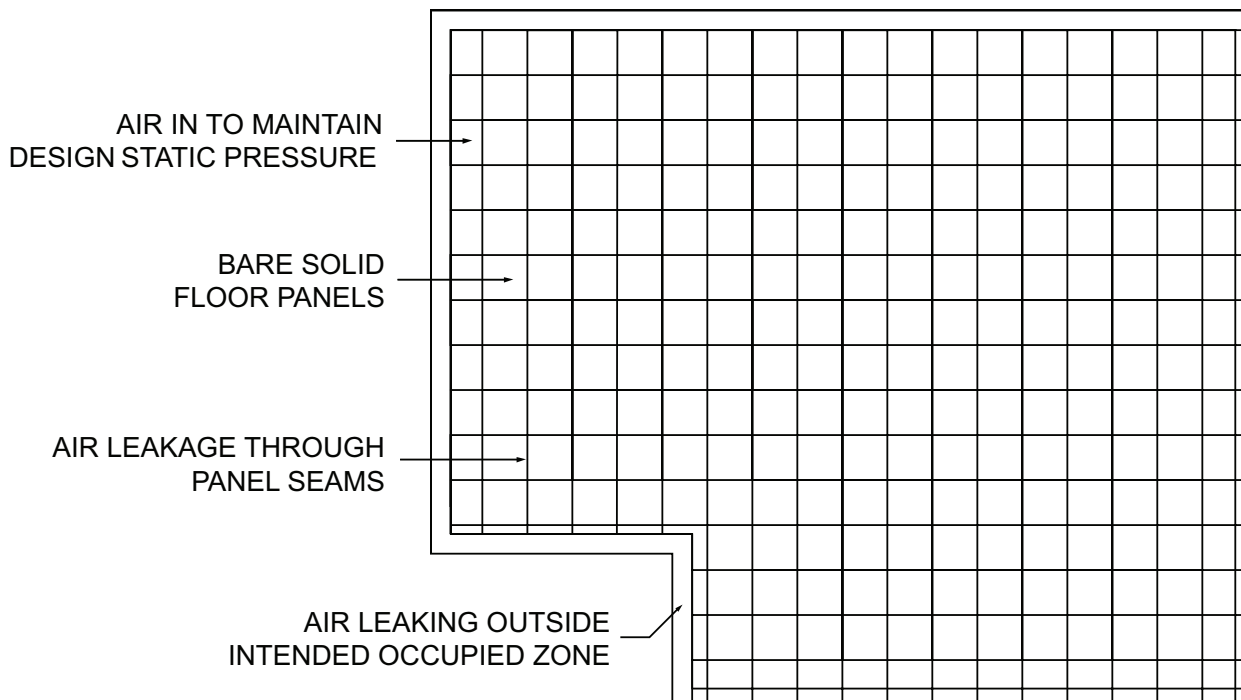 AIR IN TO MAINTAIN
DESIGN STATIC PRESSURE
BARE SOLID
FLOOR PANELS
AIR LEAKAGE THROUGH
PANEL SEAMS
AIR LEAKING OUTSIDE
INTENDED OCCUPIED ZONE